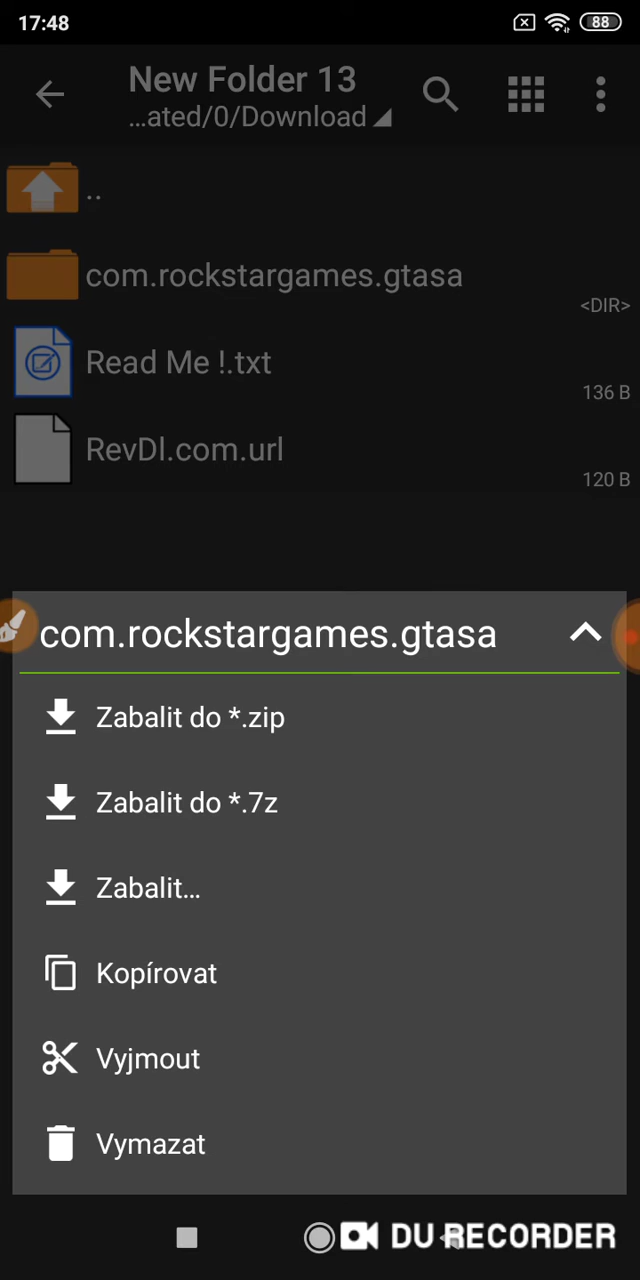 17:48
88
New Folder 13
...ated/0/Download
..
com.rockstargames.gtasa
<DIR>
Read Me !.txt
136 B
RevDl.com.url
120 B
com.rockstargames.gtasa
Zabalit do *.zip
Zabalit do *.7z
Zabalit...
Kopírovat
Vyjmout
Vymazat
DU RECORDER